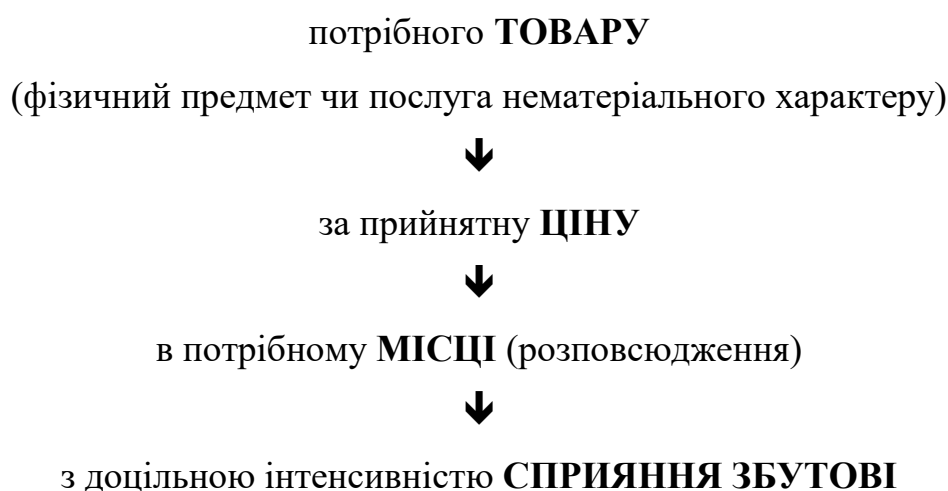 потрібного ТОВАРУ
(фізичний предмет чи послуга нематеріального характеру)
за прийнятну ЦІНУ
в потрібному МІСЦІ (розповсюдження)
з доцільною інтенсивністю СПРИЯННЯ ЗБУТОВІ